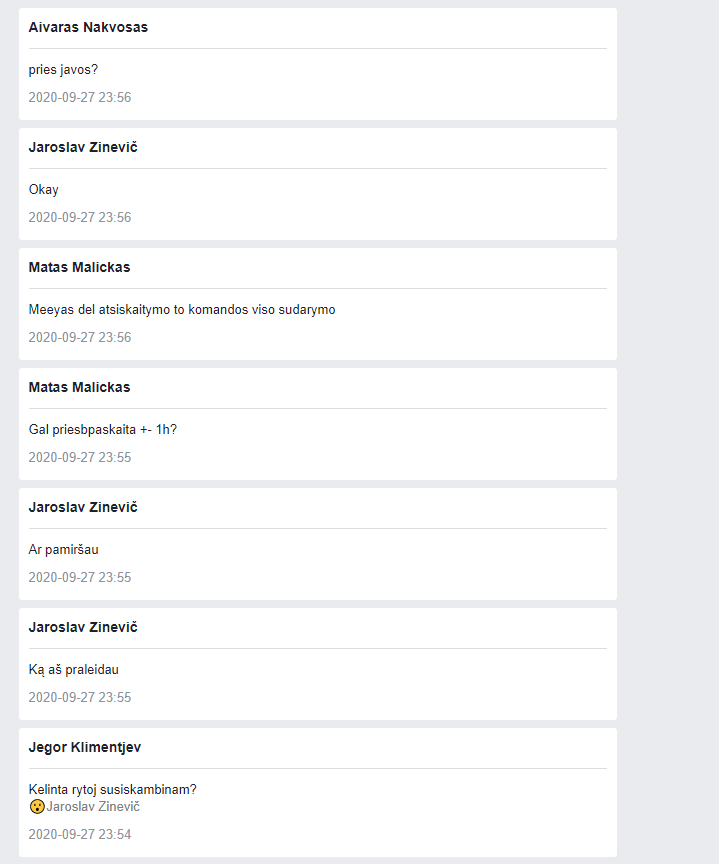 Aivaras Nakvosas
pries javos?
2020-09-27 23:56
Jaroslav Zinevič
Okay
2020-09-27 23:56
Matas Malickas
Meeyas del atsiskaitymo to komandos viso sudarymo
2020-09-27 23:56
Matas Malickas
Gal priesbpaskaita +- 1h?
2020-09-27 23:55
Jaroslav Zinevič
Ar pamiršau
2020-09-27 23:55
Jaroslav Zinevič
Ką aš praleidau
2020-09-27 23:55
Jegor Klimentjev
Kelinta rytoj susiskambinam?
😮Jaroslav Zinevič
2020-09-27 23:54